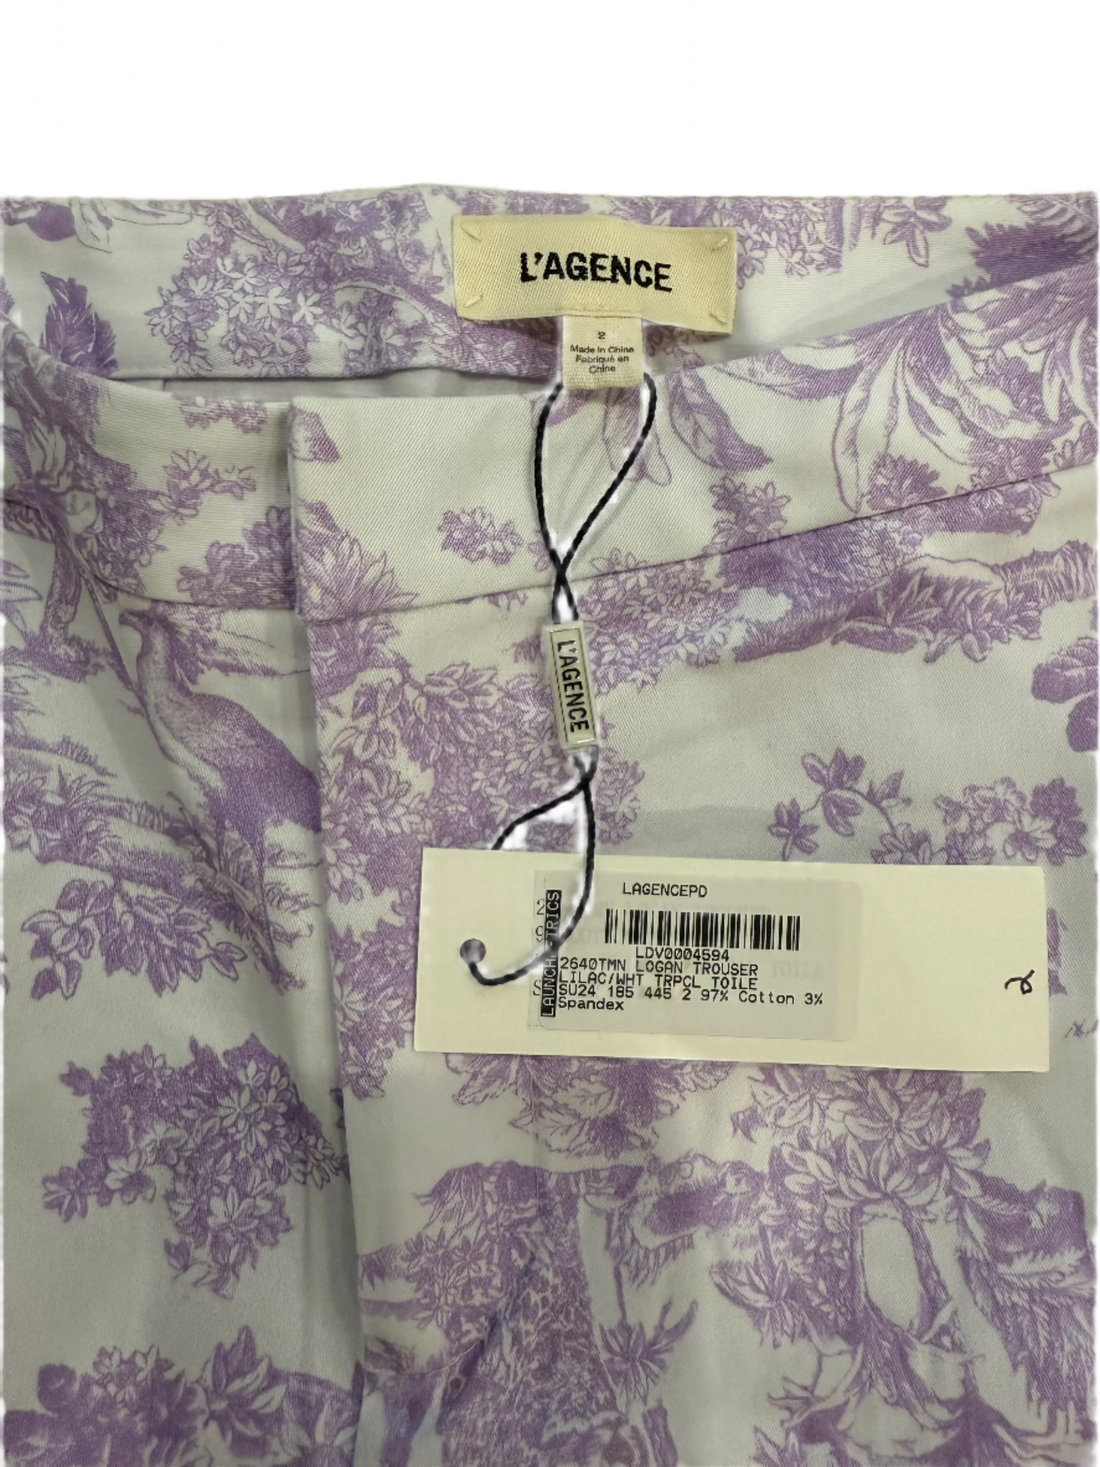 L'AGENCE
2
Made in China
Fabriqué en
Chine
L'AGENCE
LAGENCEPD
LDV0004594
2640TMN LOGAN TROUSER
LILAC/WHT TRPCL TOILE
SU24 185 445 2 97% Cotton 3%
Spandex
2